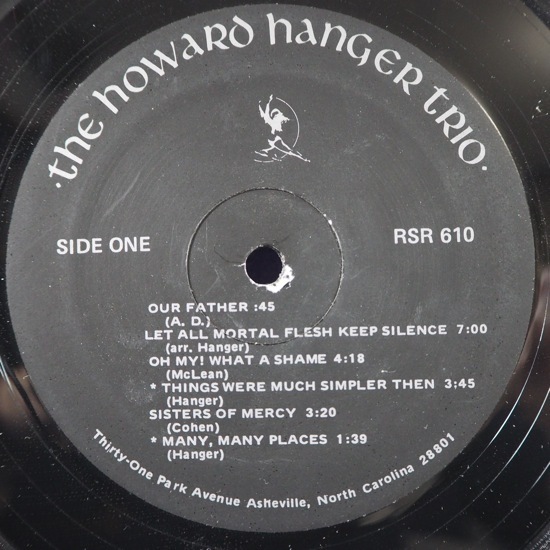 ·the howard hanger trio·
SIDE ONE
RSR 610
OUR FATHER :45
(A. D.)
LET ALL MORTAL FLESH KEEP SILENCE 7:00
(arr. Hanger)
OH MY! WHAT A SHAME 4:18
(McLean)
* THINGS WERE MUCH SIMPLER THEN 3:45
(Hanger)
SISTERS OF MERCY 3:20
(Cohen)
* MANY, MANY PLACES 1:39
(Hanger)
Thirty-One Park Avenue Asheville, North Carolina 28801